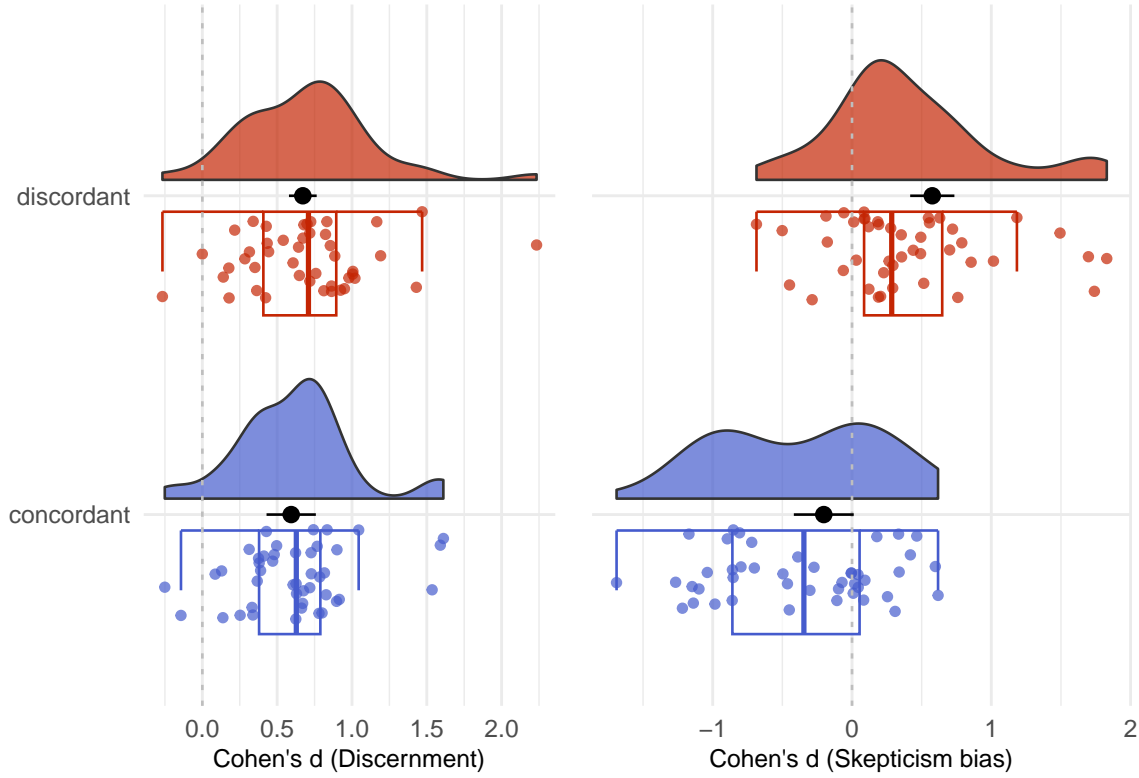 discordant
concordant
0.0 0.5 1.0 1.5 2.0
−1 0 1 2
Cohen's d (Discernment)
Cohen's d (Skepticism bias)